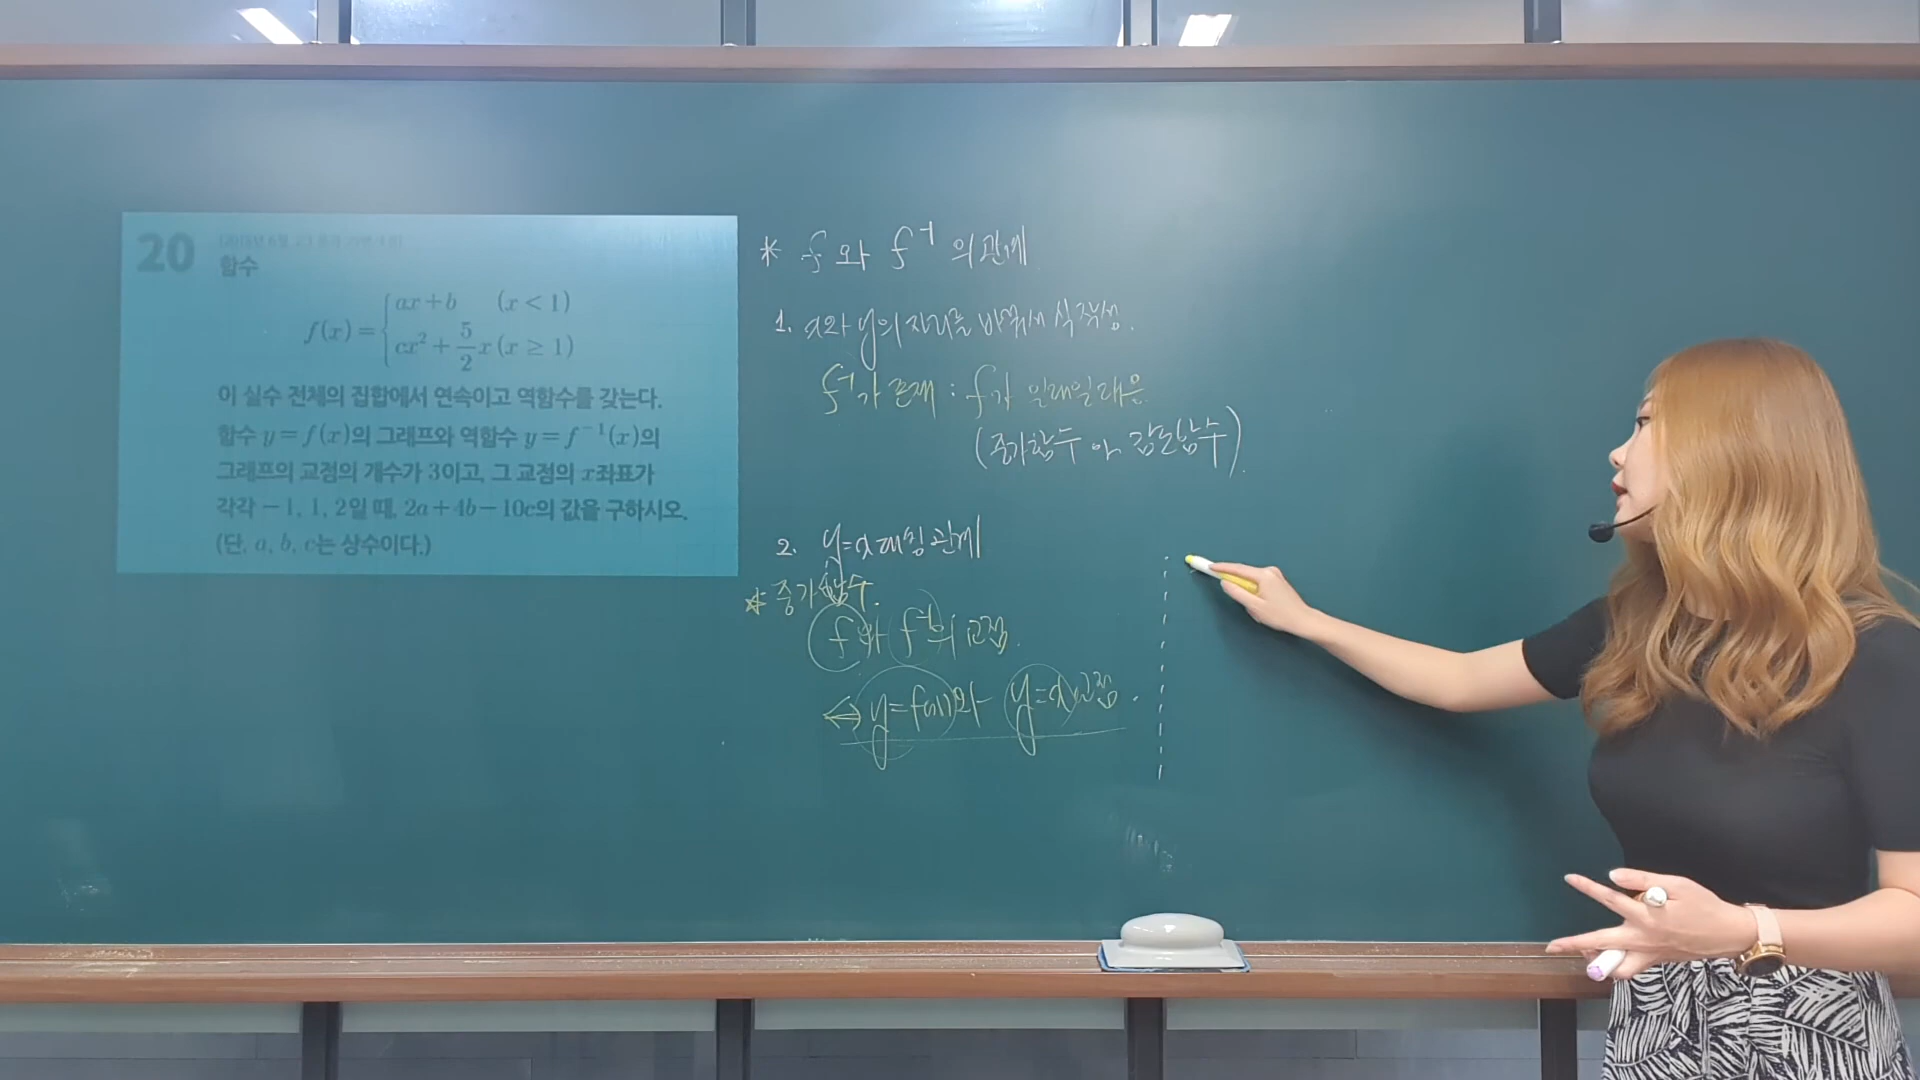 20
함수
f(x) = { ax+b (x < 1)
cx² + 5/2 x (x ≥ 1)
이 실수 전체의 집합에서 연속이고 역함수를 갖는다.
함수 y=f(x)의 그래프와 역함수 y=f⁻¹(x)의
그래프의 교점의 개수가 3이고, 그 교점의 x좌표가
각각 -1, 1, 2일 때, 2a+4b-10c의 값을 구하시오.
(단, a, b, c는 상수이다.)
* f와 f⁻¹의 관계
1. x와 y의 자리를 바꿔서 식 작성.
f⁻¹가 존재 : f가 일대일대응
(증가함수 or 감소함수).
2. y=x 대칭관계
* 증가함수.
f와 f⁻¹의 교점.
⇔ y=f(x)와 y=x 교점.